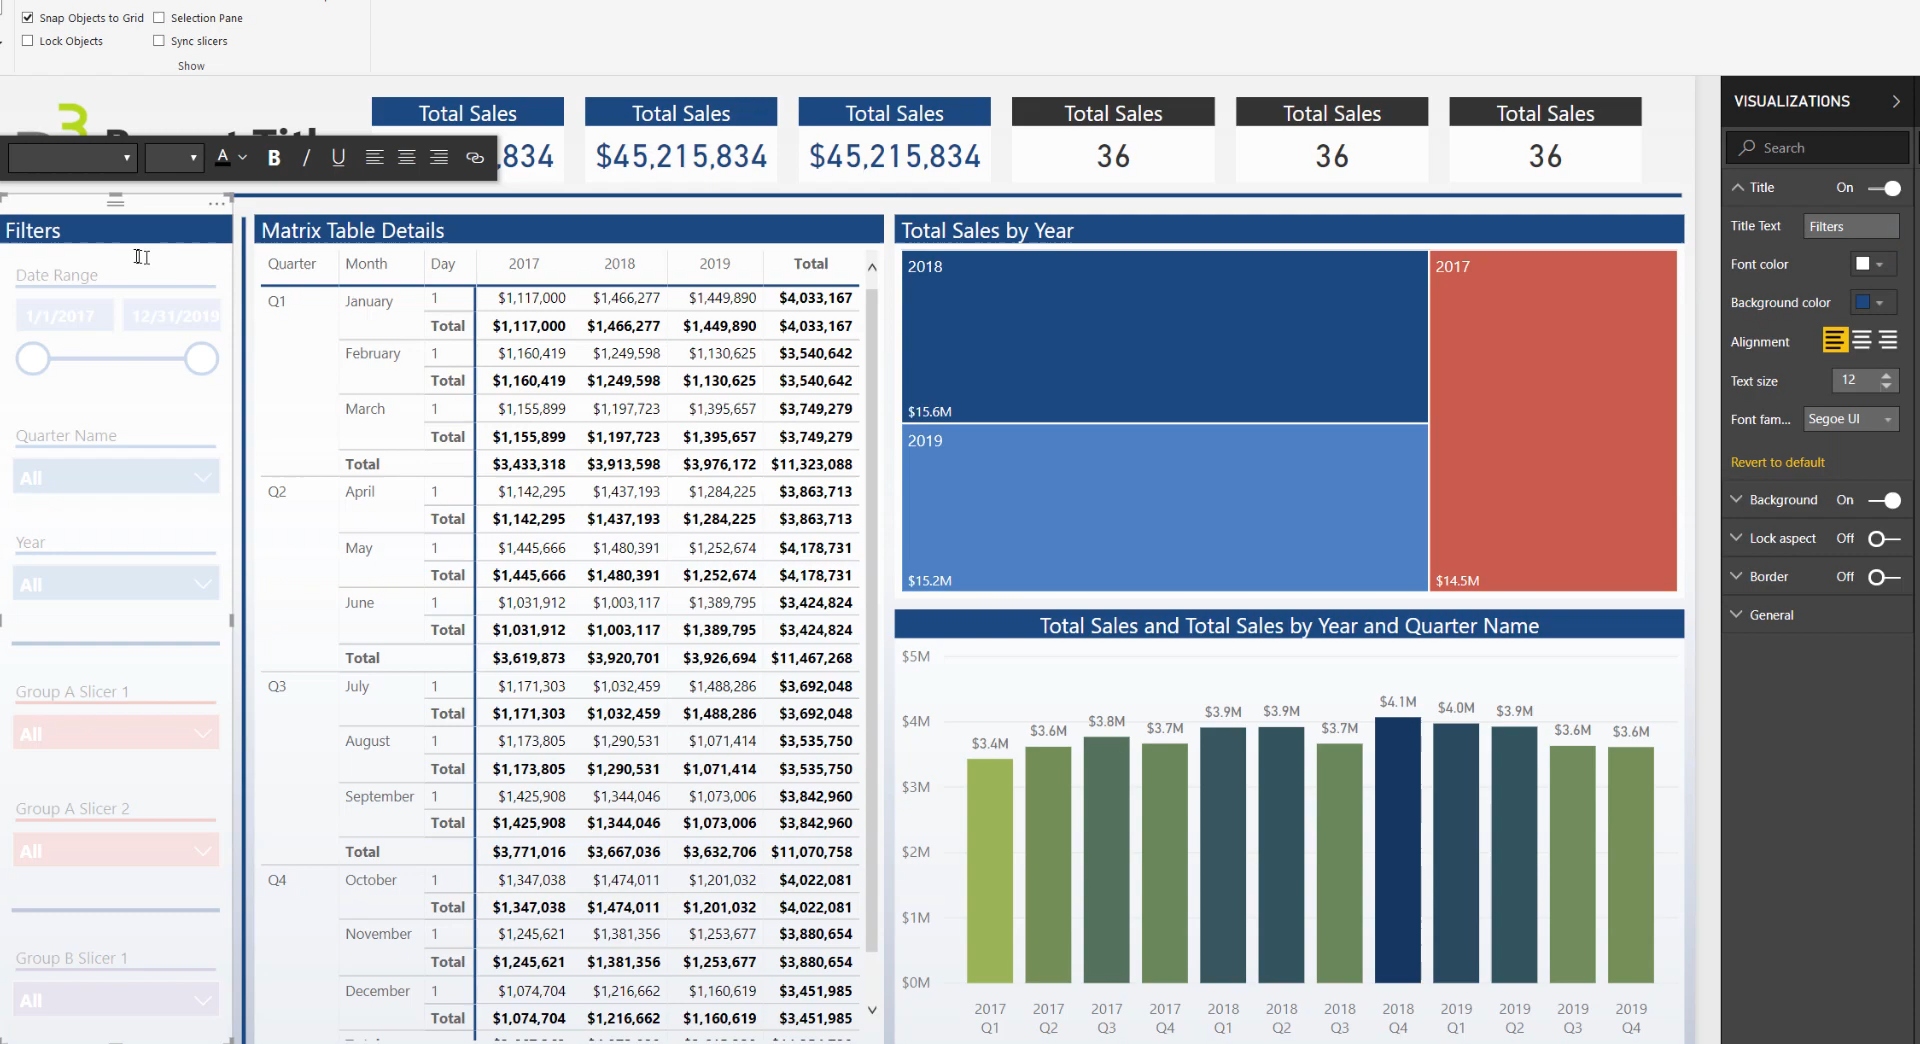 Snap Objects to Grid Selection Pane
Lock Objects Sync slicers
Show
3
Total Sales Total Sales Total Sales Total Sales Total Sales Total Sales
,834 $45,215,834 $45,215,834 36 36 36
A B / U
Filters
Date Range
1/1/2017 12/31/2019
Quarter Name
All
Year
All
Group A Slicer 1
All
Group A Slicer 2
All
Group B Slicer 1
All
Matrix Table Details
Quarter Month Day 2017 2018 2019 Total
Q1 January 1 $1,117,000 $1,466,277 $1,449,890 $4,033,167
Total $1,117,000 $1,466,277 $1,449,890 $4,033,167
February 1 $1,160,419 $1,249,598 $1,130,625 $3,540,642
Total $1,160,419 $1,249,598 $1,130,625 $3,540,642
March 1 $1,155,899 $1,197,723 $1,395,657 $3,749,279
Total $1,155,899 $1,197,723 $1,395,657 $3,749,279
Total $3,433,318 $3,913,598 $3,976,172 $11,323,088
Q2 April 1 $1,142,295 $1,437,193 $1,284,225 $3,863,713
Total $1,142,295 $1,437,193 $1,284,225 $3,863,713
May 1 $1,445,666 $1,480,391 $1,252,674 $4,178,731
Total $1,445,666 $1,480,391 $1,252,674 $4,178,731
June 1 $1,031,912 $1,003,117 $1,389,795 $3,424,824
Total $1,031,912 $1,003,117 $1,389,795 $3,424,824
Total $3,619,873 $3,920,701 $3,926,694 $11,467,268
Q3 July 1 $1,171,303 $1,032,459 $1,488,286 $3,692,048
Total $1,171,303 $1,032,459 $1,488,286 $3,692,048
August 1 $1,173,805 $1,290,531 $1,071,414 $3,535,750
Total $1,173,805 $1,290,531 $1,071,414 $3,535,750
September 1 $1,425,908 $1,344,046 $1,073,006 $3,842,960
Total $1,425,908 $1,344,046 $1,073,006 $3,842,960
Total $3,771,016 $3,667,036 $3,632,706 $11,070,758
Q4 October 1 $1,347,038 $1,474,011 $1,201,032 $4,022,081
Total $1,347,038 $1,474,011 $1,201,032 $4,022,081
November 1 $1,245,621 $1,381,356 $1,253,677 $3,880,654
Total $1,245,621 $1,381,356 $1,253,677 $3,880,654
December 1 $1,074,704 $1,216,662 $1,160,619 $3,451,985
Total $1,074,704 $1,216,662 $1,160,619 $3,451,985
Total Sales by Year
2018 2017
$15.6M
2019
$15.2M $14.5M
Total Sales and Total Sales by Year and Quarter Name
$5M
$4M
$3M
$2M
$1M
$0M
$3.4M $3.6M $3.8M $3.7M $3.9M $3.9M $3.7M $4.1M $4.0M $3.9M $3.6M $3.6M
2017 2017 2017 2017 2018 2018 2018 2018 2019 2019 2019 2019
Q1 Q2 Q3 Q4 Q1 Q2 Q3 Q4 Q1 Q2 Q3 Q4
VISUALIZATIONS
Search
Title On
Title Text Filters
Font color
Background color
Alignment
Text size 12
Font fam... Segoe UI
Revert to default
Background On
Lock aspect Off
Border Off
General